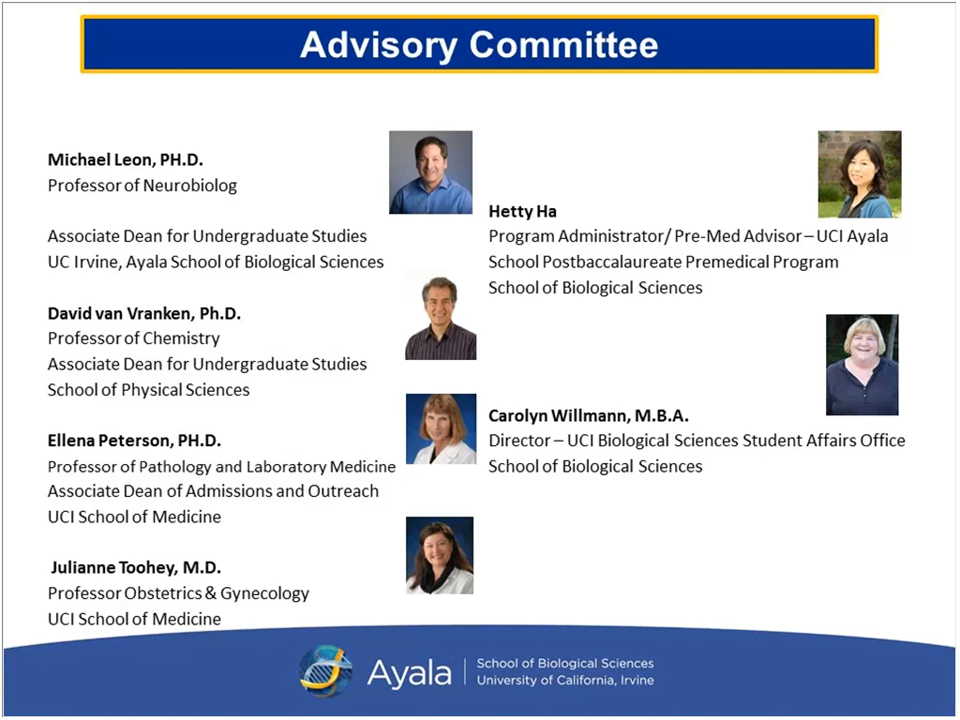 Advisory Committee
Michael Leon, PH.D.
Professor of Neurobiolog
Associate Dean for Undergraduate Studies
UC Irvine, Ayala School of Biological Sciences
David van Vranken, Ph.D.
Professor of Chemistry
Associate Dean for Undergraduate Studies
School of Physical Sciences
Ellena Peterson, PH.D.
Professor of Pathology and Laboratory Medicine
Associate Dean of Admissions and Outreach
UCI School of Medicine
Julianne Toohey, M.D.
Professor Obstetrics & Gynecology
UCI School of Medicine
Hetty Ha
Program Administrator/ Pre-Med Advisor – UCI Ayala
School Postbaccalaureate Premedical Program
School of Biological Sciences
Carolyn Willmann, M.B.A.
Director – UCI Biological Sciences Student Affairs Office
School of Biological Sciences
Ayala
School of Biological Sciences
University of California, Irvine